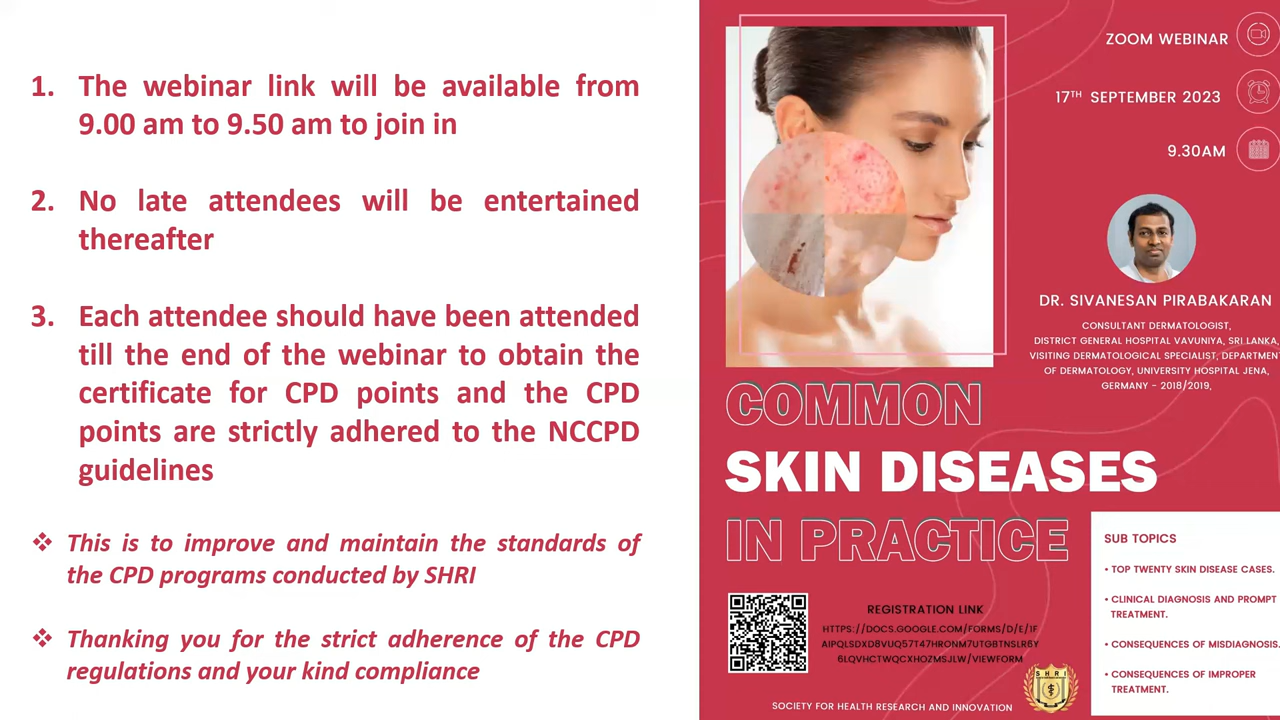 1. The webinar link will be available from
9.00 am to 9.50 am to join in
2. No late attendees will be entertained
thereafter
3. Each attendee should have been attended
till the end of the webinar to obtain the
certificate for CPD points and the CPD
points are strictly adhered to the NCCPD
guidelines
❖ This is to improve and maintain the standards of
the CPD programs conducted by SHRI
❖ Thanking you for the strict adherence of the CPD
regulations and your kind compliance
ZOOM WEBINAR
17TH SEPTEMBER 2023
9.30AM
DR. SIVANESAN PIRABAKARAN
CONSULTANT DERMATOLOGIST,
DISTRICT GENERAL HOSPITAL VAVUNIYA, SRI LANKA,
VISITING DERMATOLOGICAL SPECIALIST, DEPARTMENT
OF DERMATOLOGY, UNIVERSITY HOSPITAL JENA,
GERMANY - 2018/2019,
COMMON
SKIN DISEASES
IN PRACTICE
SUB TOPICS
• TOP TWENTY SKIN DISEASE CASES.
• CLINICAL DIAGNOSIS AND PROMPT
TREATMENT.
• CONSEQUENCES OF MISDIAGNOSIS.
• CONSEQUENCES OF IMPROPER
TREATMENT.
REGISTRATION LINK
HTTPS://DOCS.GOOGLE.COM/FORMS/D/E/1F
AIPQLSDXD8VUQ57T47HRONM7UTGBTNSLR6Y
6LQVHCTWQCXHOZMSJLW/VIEWFORM
SHRI
SOCIETY FOR HEALTH RESEARCH AND INNOVATION